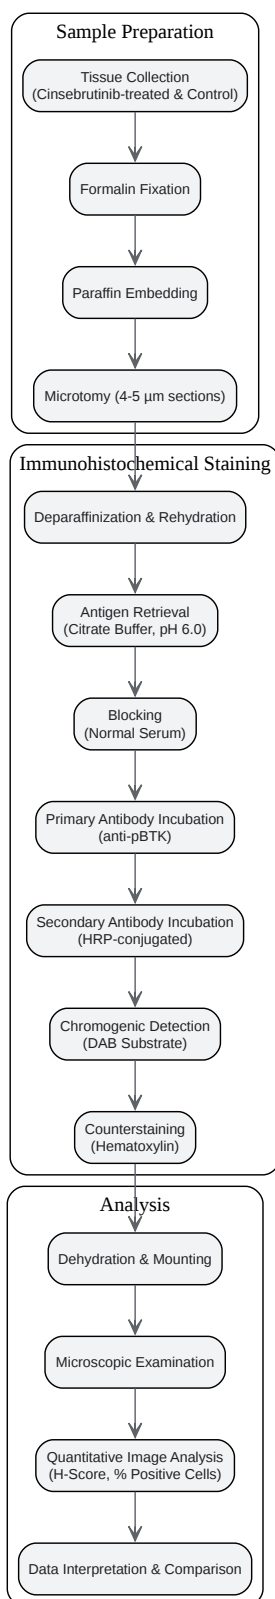 Sample Preparation
Tissue Collection
(Cinsebrutinib-treated & Control)
Formalin Fixation
Paraffin Embedding
Microtomy (4-5 µm sections)
Immunohistochemical Staining
Deparaffinization & Rehydration
Antigen Retrieval
(Citrate Buffer, pH 6.0)
Blocking
(Normal Serum)
Primary Antibody Incubation
(anti-pBTK)
Secondary Antibody Incubation
(HRP-conjugated)
Chromogenic Detection
(DAB Substrate)
Counterstaining
(Hematoxylin)
Analysis
Dehydration & Mounting
Microscopic Examination
Quantitative Image Analysis
(H-Score, % Positive Cells)
Data Interpretation & Comparison